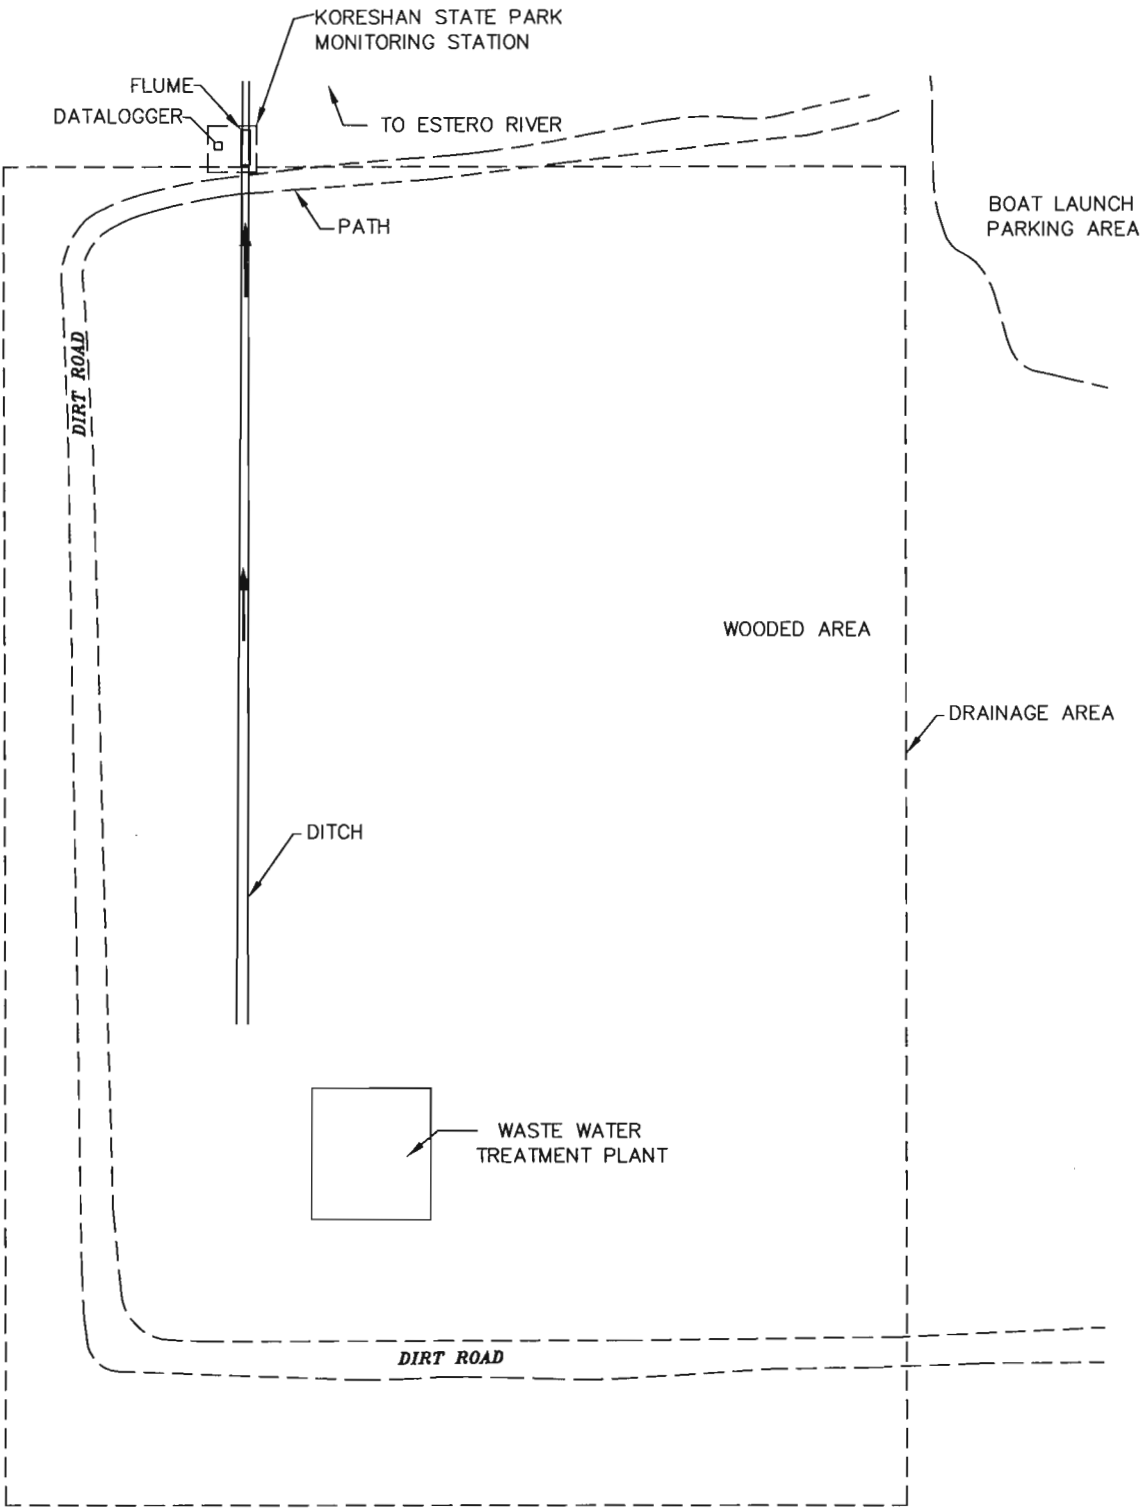 KORESHAN STATE PARK
MONITORING STATION
FLUME
DATALOGGER
TO ESTERO RIVER
BOAT LAUNCH
PARKING AREA
PATH
DIRT ROAD
WOODED AREA
DRAINAGE AREA
DITCH
WASTE WATER
TREATMENT PLANT
DIRT ROAD